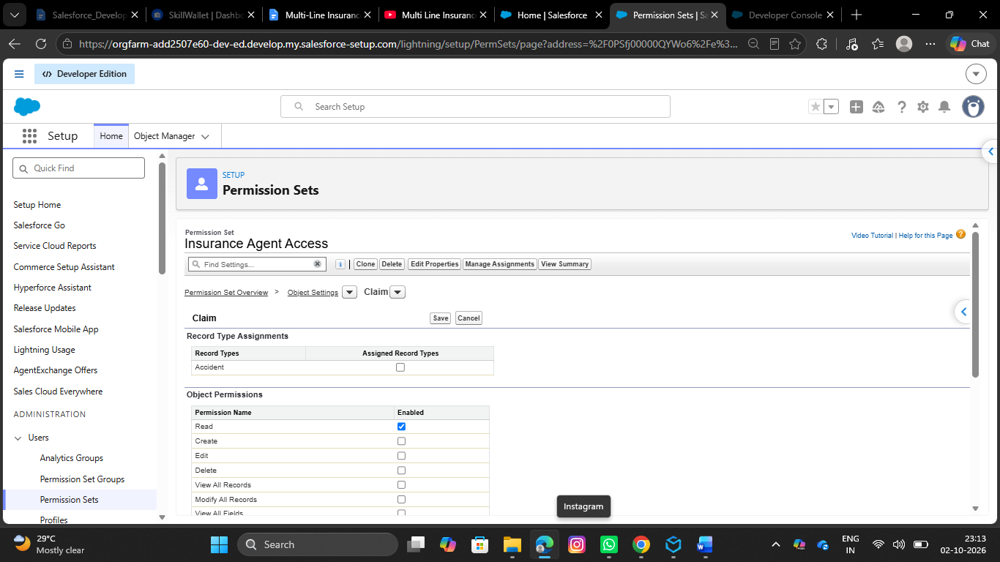 Salesforce_Develop
SkillWallet | Dashbo
Multi-Line Insuranc
Multi Line Insuranc
Home | Salesforce
Permission Sets | Sa
Developer Console
https://orgfarm-add2507e60-dev-ed.develop.my.salesforce-setup.com/lightning/setup/PermSets/page?address=%2F0PSfj00000QYWo6%2Fe%3...
Chat
Developer Edition
Search Setup
Setup
Home
Object Manager
Quick Find
Setup Home
Salesforce Go
Service Cloud Reports
Commerce Setup Assistant
Hyperforce Assistant
Release Updates
Salesforce Mobile App
Lightning Usage
AgentExchange Offers
Sales Cloud Everywhere
ADMINISTRATION
Users
Analytics Groups
Permission Set Groups
Permission Sets
Profiles
SETUP
Permission Sets
Permission Set
Insurance Agent Access
Video Tutorial | Help for this Page
Find Settings...
Clone
Delete
Edit Properties
Manage Assignments
View Summary
Permission Set Overview > Object Settings Claim
Claim
Save
Cancel
Record Type Assignments
Record Types Assigned Record Types
Accident
Object Permissions
Permission Name Enabled
Read
Create
Edit
Delete
View All Records
Modify All Records
View All Fields
Instagram
29°C
Mostly clear
Search
ENG
IN
23:13
02-10-2026